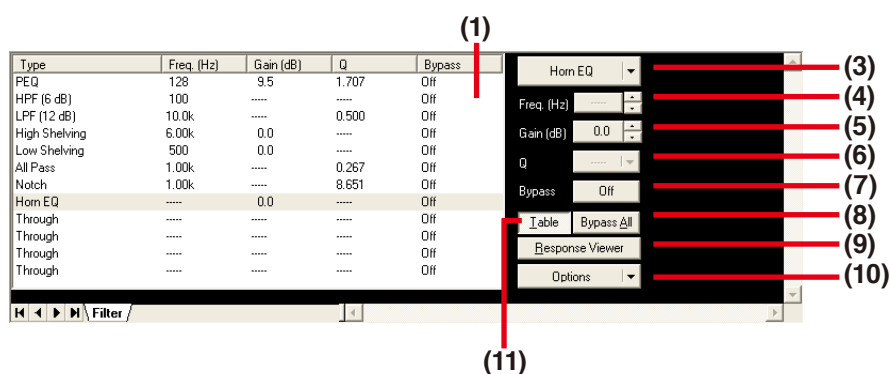 (1)
Type Freq. (Hz) Gain (dB) Q Bypass
PEQ 128 9.5 1.707 Off
HPF (6 dB) 100 ----- ----- Off
LPF (12 dB) 10.0k ----- 0.500 Off
High Shelving 6.00k 0.0 ----- Off
Low Shelving 500 0.0 ----- Off
All Pass 1.00k ----- 0.267 Off
Notch 1.00k ----- 8.651 Off
Horn EQ ----- 0.0 ----- Off
Through ----- ----- ----- Off
Through ----- ----- ----- Off
Through ----- ----- ----- Off
Through ----- ----- ----- Off
Filter
Horn EQ (3)
Freq. (Hz) ----- (4)
Gain (dB) 0.0 (5)
Q ----- (6)
Bypass Off (7)
Table Bypass All (8)
Response Viewer (9)
Options (10)
(11)